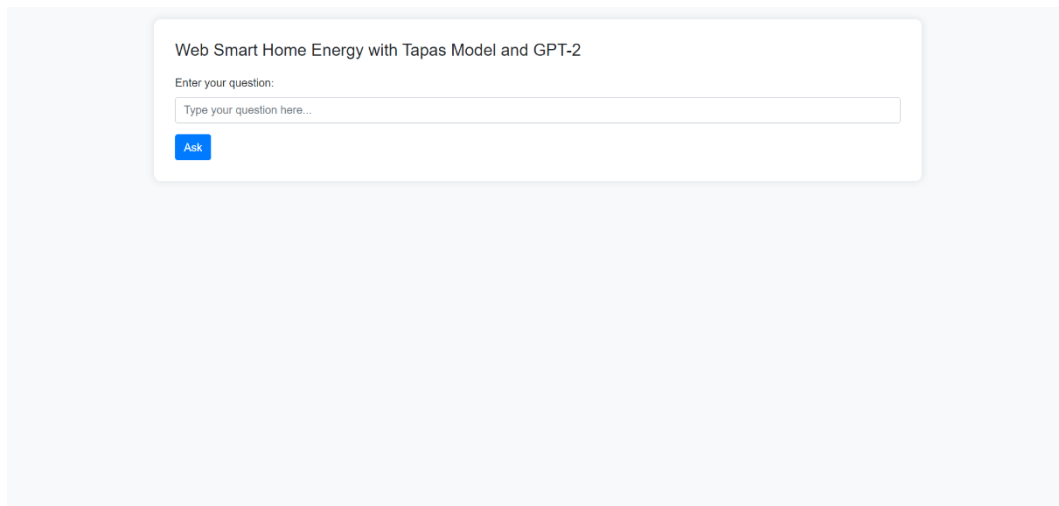 Web Smart Home Energy with Tapas Model and GPT-2
Enter your question:
Type your question here...
Ask